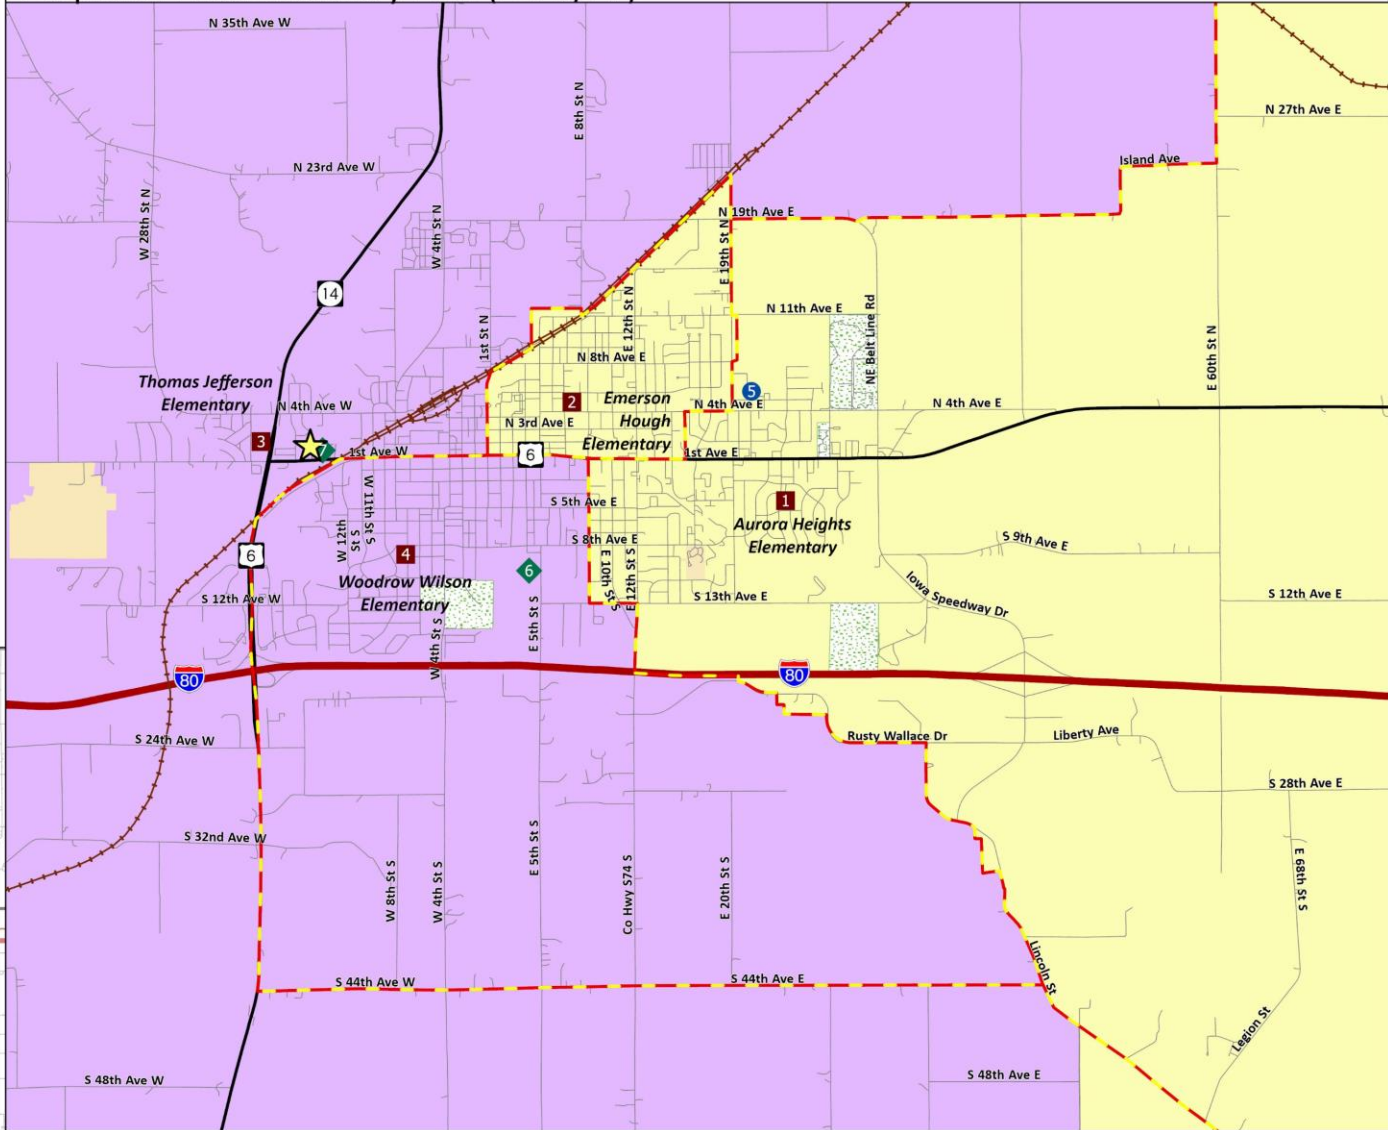 N 35th Ave W
E 8th St N
N 27th Ave E
Island Ave
N 23rd Ave W
W 28th St N
W 4th St N
N 19th Ave E
E 19th St N
14
N 11th Ave E
NE Belt Line Rd
E 12th St N
1st St N
E 60th St N
N 8th Ave E
Thomas Jefferson
Elementary
N 4th Ave W
2
Emerson
Hough
Elementary
5
N 4th Ave E
N 4th Ave E
N 3rd Ave E
3
7
1st Ave W
6
1st Ave E
W 11th St S
W 12th
St S
S 5th Ave E
1
Aurora Heights
Elementary
S 8th Ave E
S 9th Ave E
6
4
Woodrow Wilson
Elementary
6
E 10th St S
E 12th St S
Iowa Speedway Dr
S 12th Ave W
S 13th Ave E
S 12th Ave E
E 5th St S
W 4th St S
80
80
S 24th Ave W
Rusty Wallace Dr
Liberty Ave
S 28th Ave E
S 32nd Ave W
E 5th St S
W 8th St S
W 4th St S
Co Hwy S74 S
E 20th St S
E 68th St S
Lincoln St
S 44th Ave W
S 44th Ave E
Legion St
S 48th Ave W
S 48th Ave E